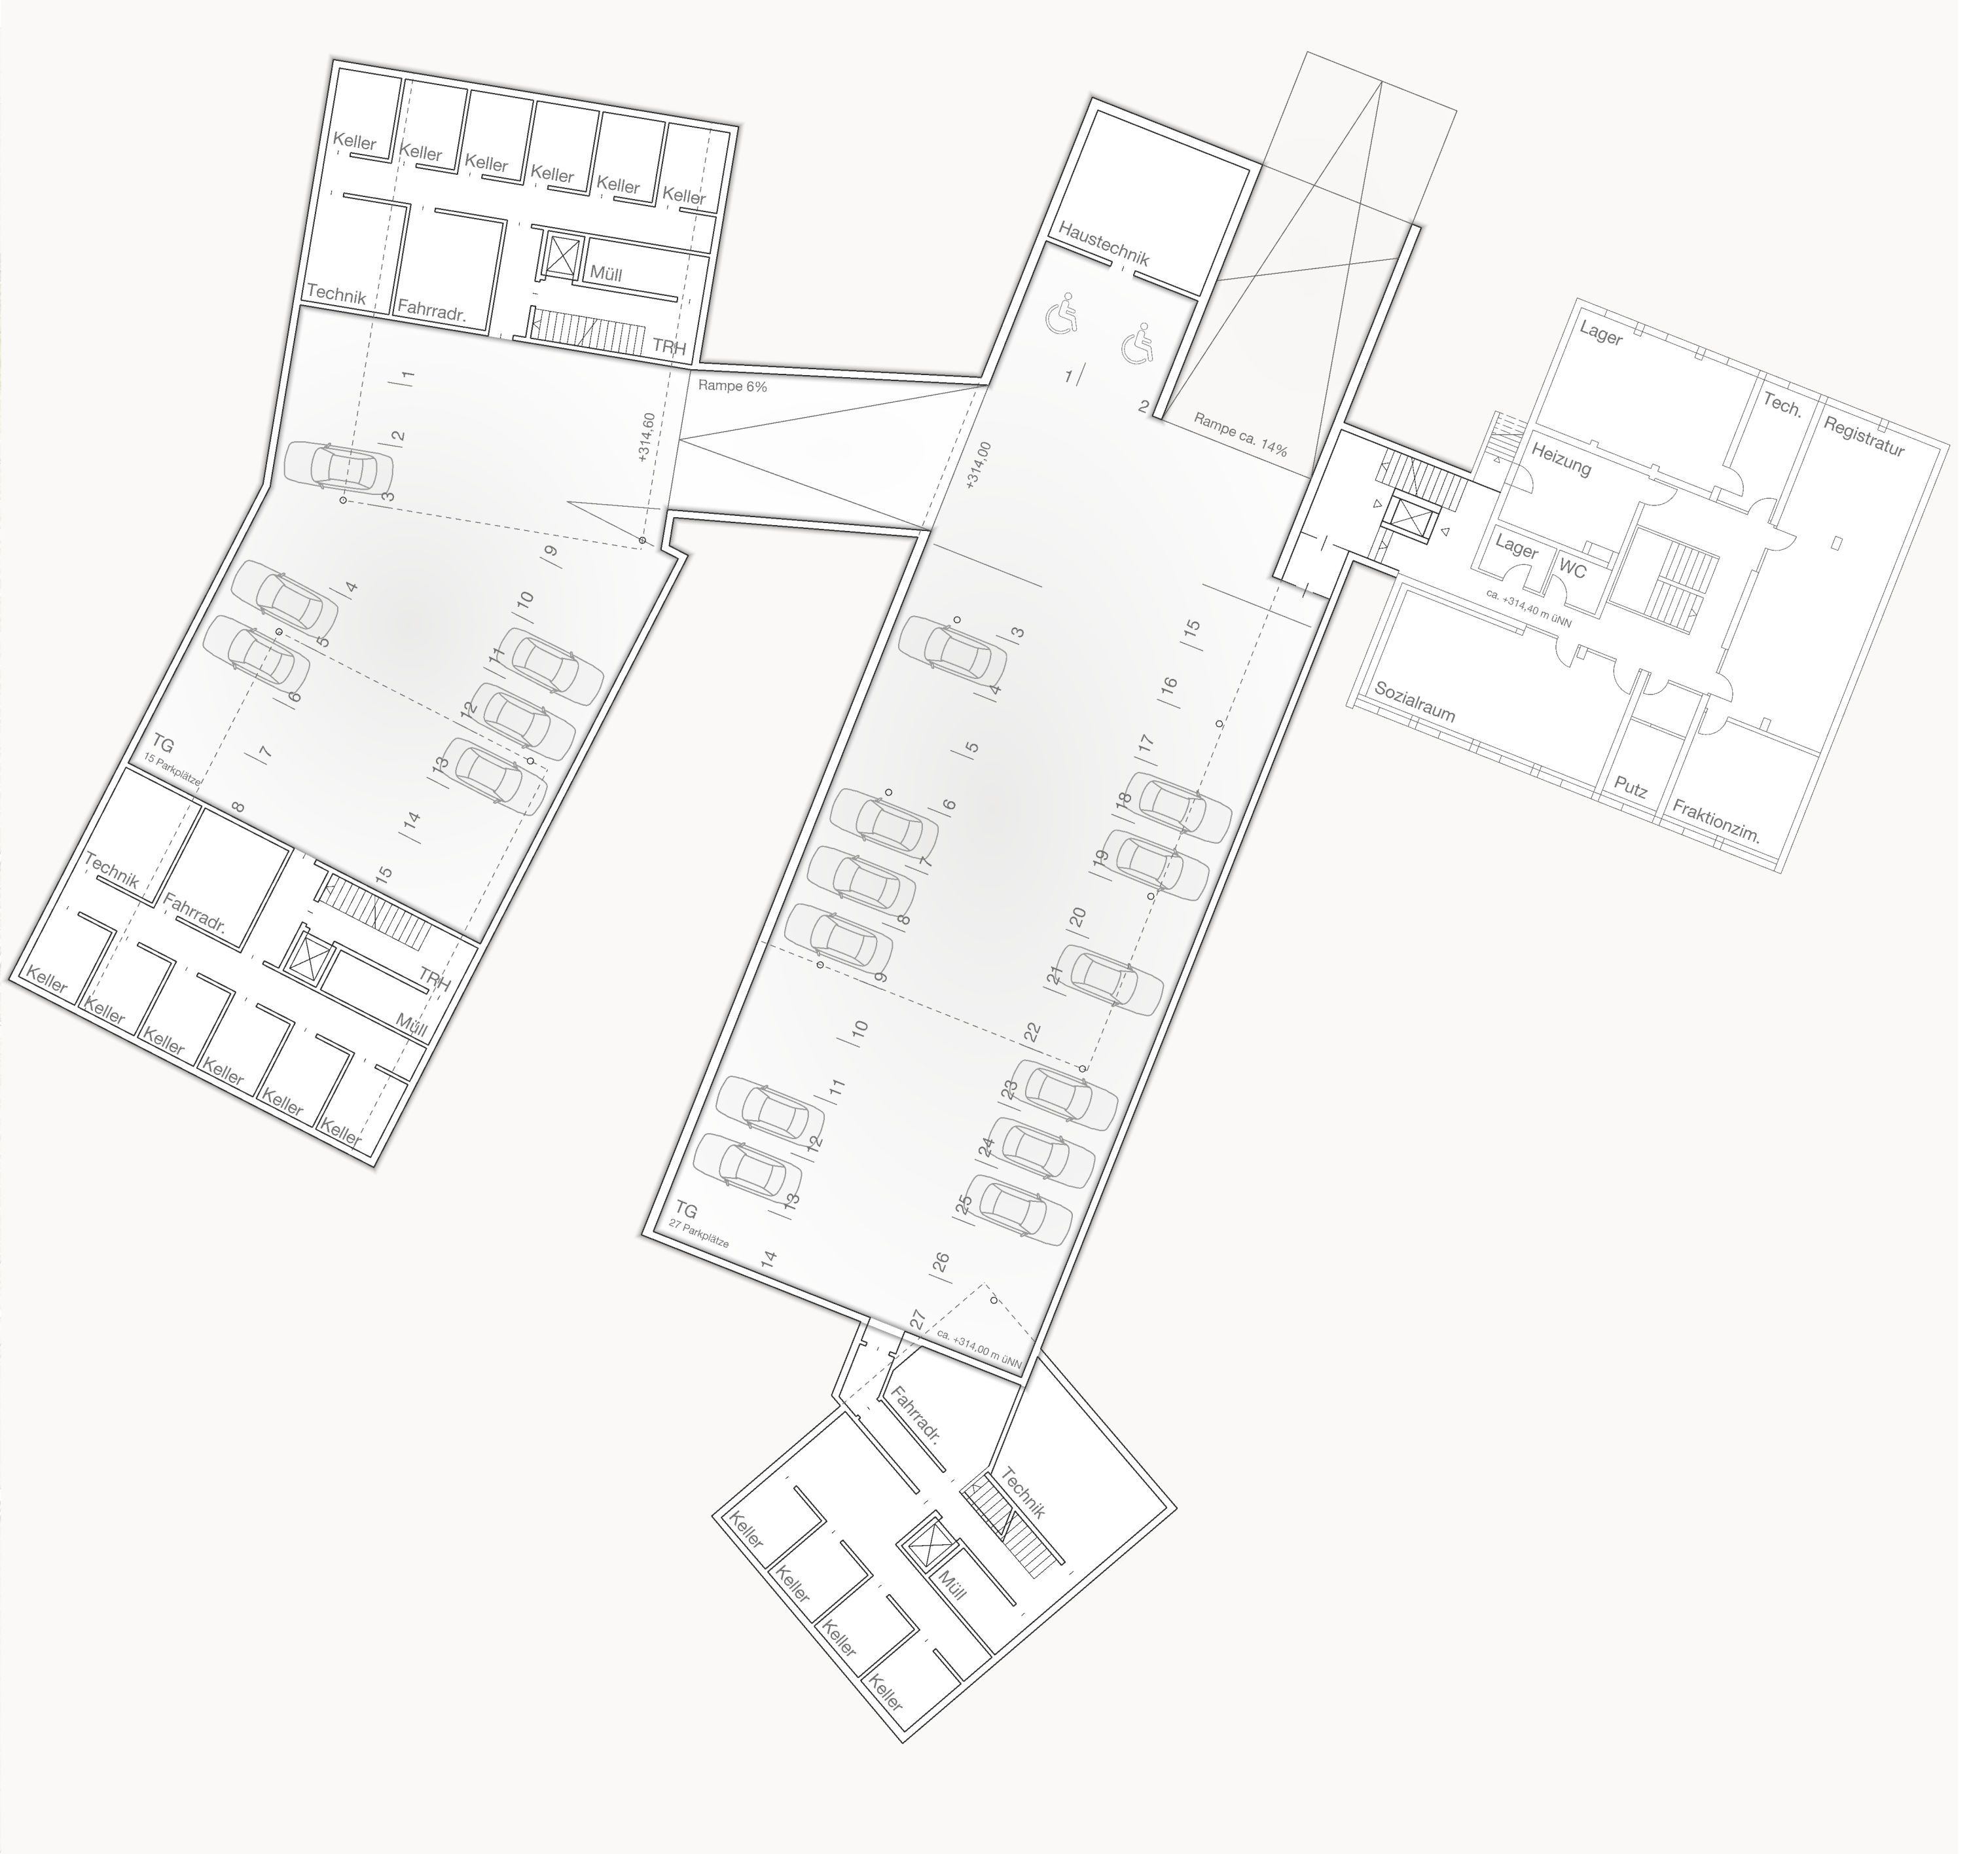 Keller
Keller
Keller
Keller
Keller
Keller
Technik
Fahrradr.
Müll
TRH
1
2
3
4
5
6
7
8
9
10
11
12
13
14
15
TG
15 Parkplätze
Rampe 6%
+314,60
+314,00
Technik
Fahrradr.
TRH
Müll
Keller
Keller
Keller
Keller
Keller
Keller
Haustechnik
1
2
Rampe ca. 14%
3
4
5
6
7
8
9
10
11
12
13
14
15
16
17
18
19
20
21
22
23
24
25
26
27
TG
27 Parkplätze
ca. +314,00 m üNN
Lager
Tech.
Registratur
Heizung
Lager
WC
ca. +314,40 m üNN
Sozialraum
Putz
Fraktionzim.
Fahrradr.
Technik
Müll
Keller
Keller
Keller
Keller